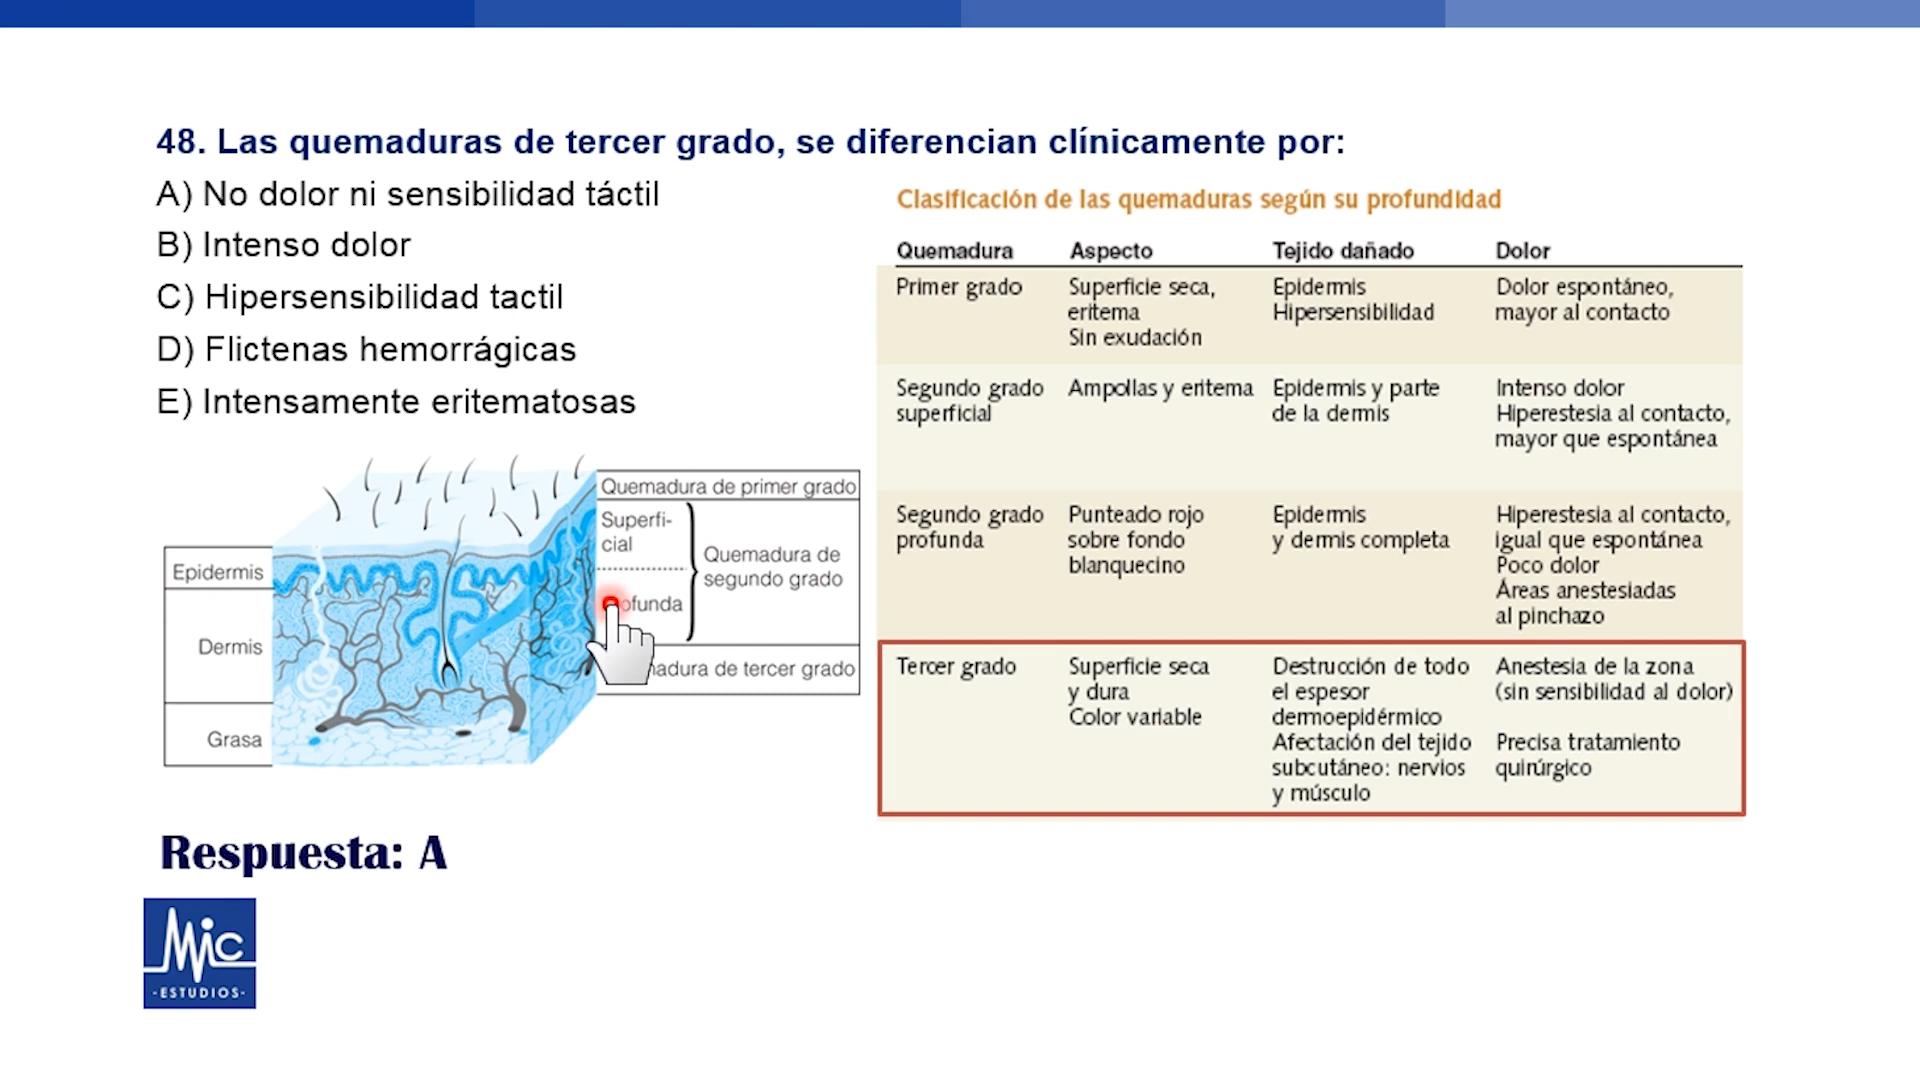 48. Las quemaduras de tercer grado, se diferencian clínicamente por:
A) No dolor ni sensibilidad táctil
B) Intenso dolor
C) Hipersensibilidad tactil
D) Flictenas hemorrágicas
E) Intensamente eritematosas
Clasificación de las quemaduras según su profundidad
Quemadura Aspecto Tejido dañado Dolor
Primer grado Superficie seca, Epidermis Dolor espontáneo,
eritema Hipersensibilidad mayor al contacto
Sin exudación
Segundo grado Ampollas y eritema Epidermis y parte Intenso dolor
superficial de la dermis Hiperestesia al contacto,
mayor que espontánea
Segundo grado Punteado rojo Epidermis Hiperestesia al contacto,
profunda sobre fondo y dermis completa igual que espontánea
blanquecino Poco dolor
Áreas anestesiadas
al pinchazo
Tercer grado Superficie seca Destrucción de todo Anestesia de la zona
y dura el espesor (sin sensibilidad al dolor)
Color variable dermoepidérmico
Afectación del tejido Precisa tratamiento
subcutáneo: nervios quirúrgico
y músculo
Quemadura de primer grado
Superfi-
cial
Quemadura de
segundo grado
ofunda
madura de tercer grado
Epidermis
Dermis
Grasa
Respuesta: A
Mic
·ESTUDIOS·